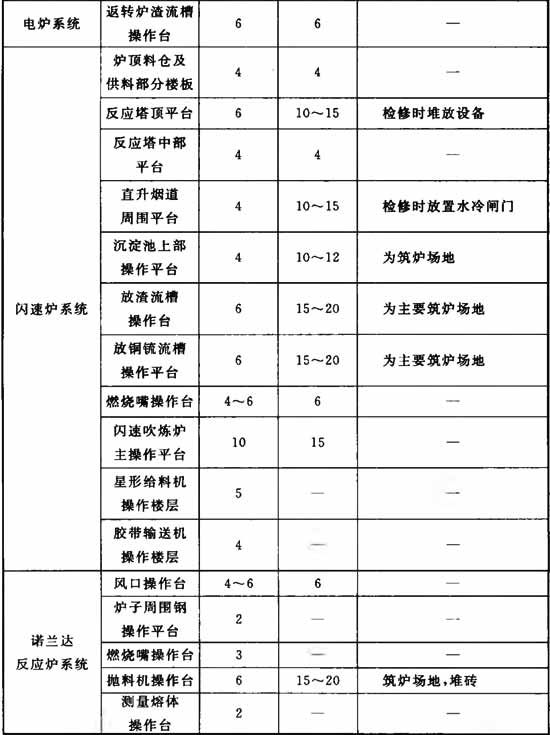 电炉系统
返转炉渣流槽
操作台
6
6
—
闪速炉系统
炉顶料仓及
供料部分楼板
4
4
—
反应塔顶平台
6
10～15
检修时堆放设备
反应塔中部
平台
4
4
—
直升烟道
周围平台
4
10～15
检修时放置水冷闸门
沉淀池上部
操作平台
4
10～12
为筑炉场地
放渣流槽
操作台
6
15～20
为主要筑炉场地
放铜锍流槽
操作平台
6
15～20
为主要筑炉场地
燃烧嘴操作台
4～6
6
—
闪速吹炼炉
主操作平台
10
15
—
星形给料机
操作楼层
5
—
—
胶带输送机
操作楼层
4
—
—
诺兰达
反应炉系统
风口操作台
4～6
6
—
炉子周围钢
操作平台
2
—
—
燃烧嘴操作台
3
—
—
抛料机操作台
6
15～20
筑炉场地,堆砖
测量熔体
操作台
2
—
—